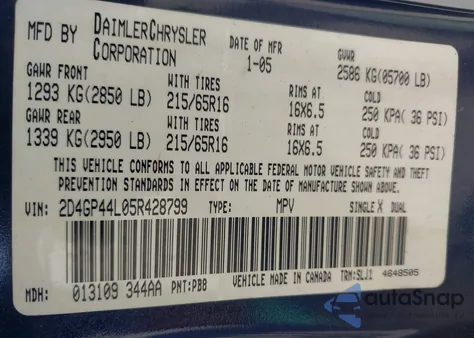 MFD BY DAIMLERCHRYSLER CORPORATION DATE OF MFR 1-05 GVWR 2586 KG(05700 LB)
GAWR FRONT WITH TIRES RIMS AT COLD
1293 KG(2850 LB) 215/65R16 16X6.5 250 KPA( 36 PSI)
GAWR REAR WITH TIRES RIMS AT COLD
1339 KG(2950 LB) 215/65R16 16X6.5 250 KPA( 36 PSI)
THIS VEHICLE CONFORMS TO ALL APPLICABLE FEDERAL MOTOR VEHICLE SAFETY AND THEFT
PREVENTION STANDARDS IN EFFECT ON THE DATE OF MANUFACTURE SHOWN ABOVE.
VIN: 2D4GP44L05R428799 TYPE: MPV SINGLE X DUAL
VEHICLE MADE IN CANADA TRM:SLJ1 4648505
MDH: 013109 344AA PNT:PB8
autoSnap